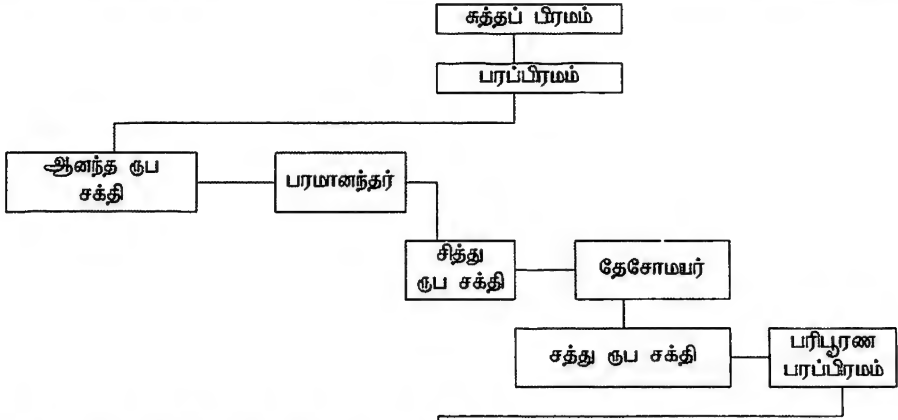 சுத்தப் பிரமம்
பரப்பிரமம்
ஆனந்த ரூப
சக்தி
பரமானந்தர்
சித்து
ரூப சக்தி
தேசோமயர்
சத்து ரூப சக்தி
பரிபூரண
பரப்பிரமம்